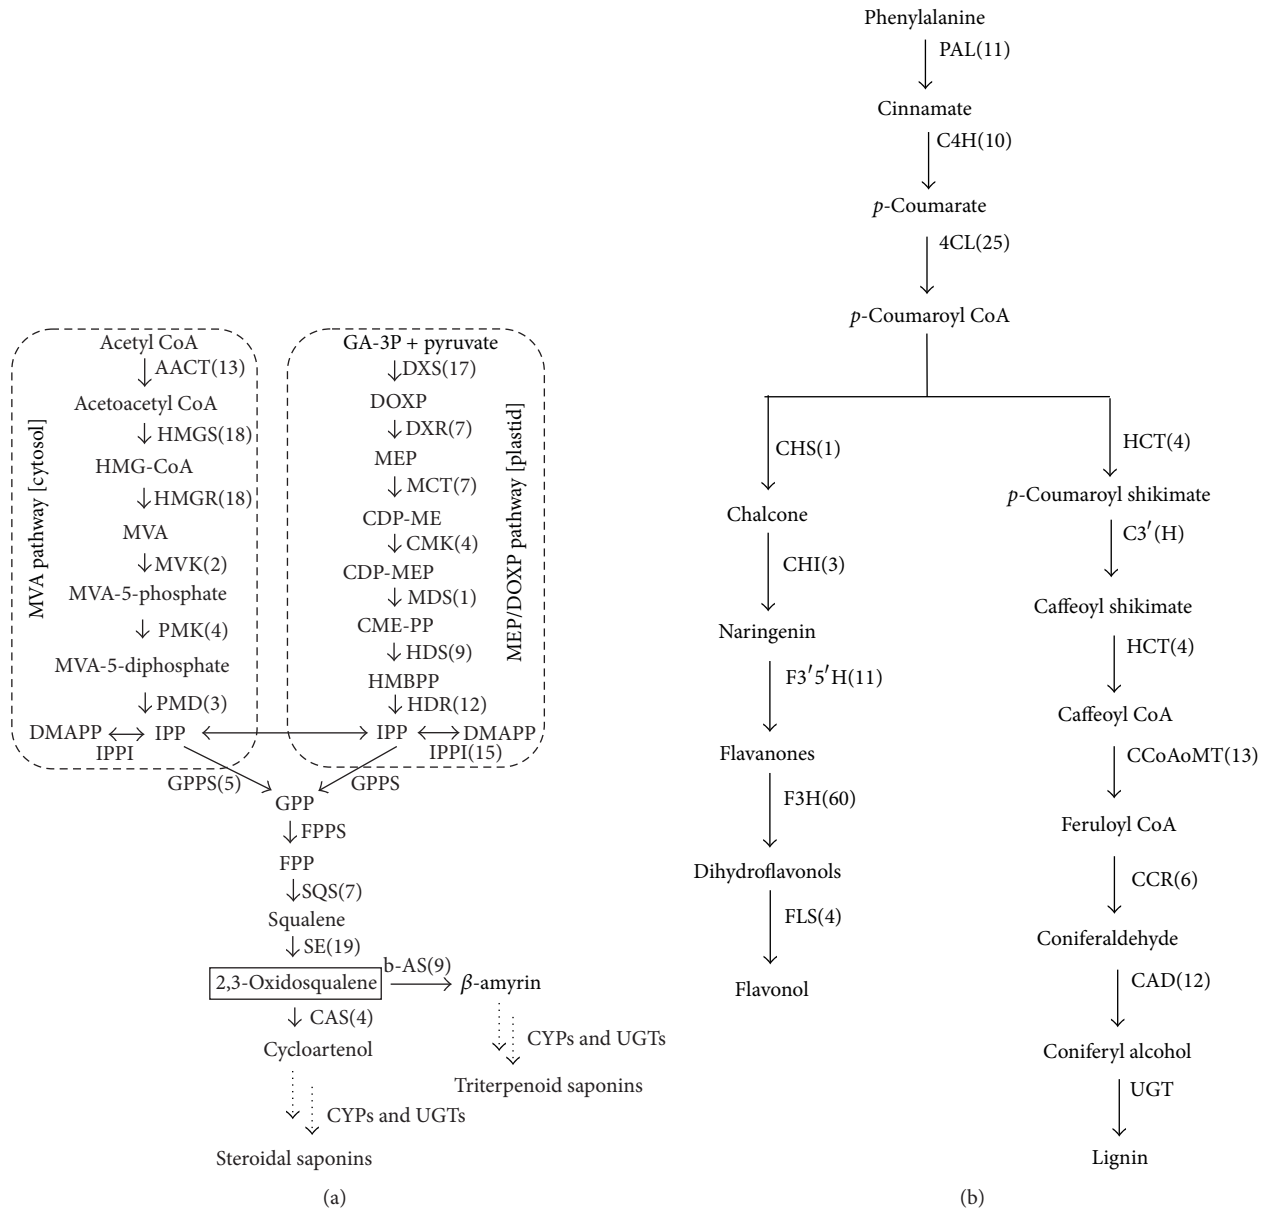 Acetyl CoA
AACT(13)
Acetoacetyl CoA
HMGS(18)
HMG-CoA
HMGR(18)
MVA
MVK(2)
MVA-5-phosphate
PMK(4)
MVA-5-diphosphate
PMD(3)
DMAPP
IPP
IPPI
MVA pathway [cytosol]
GA-3P + pyruvate
DXS(17)
DOXP
DXR(7)
MEP
MCT(7)
CDP-ME
CMK(4)
CDP-MEP
MDS(1)
CME-PP
HDS(9)
HMBPP
HDR(12)
IPP
DMAPP
IPPI(15)
MEP/DOXP pathway [plastid]
GPPS(5)
GPPS
GPP
FPPS
FPP
SQS(7)
Squalene
SE(19)
2,3-Oxidosqualene
b-AS(9)
β-amyrin
CAS(4)
Cycloartenol
CYPs and UGTs
Triterpenoid saponins
CYPs and UGTs
Steroidal saponins
(a)
Phenylalanine
PAL(11)
Cinnamate
C4H(10)
p-Coumarate
4CL(25)
p-Coumaroyl CoA
CHS(1)
Chalcone
CHI(3)
Naringenin
F3′5′H(11)
Flavanones
F3H(60)
Dihydroflavonols
FLS(4)
Flavonol
HCT(4)
p-Coumaroyl shikimate
C3′(H)
Caffeoyl shikimate
HCT(4)
Caffeoyl CoA
CCoAoMT(13)
Feruloyl CoA
CCR(6)
Coniferaldehyde
CAD(12)
Coniferyl alcohol
UGT
Lignin
(b)